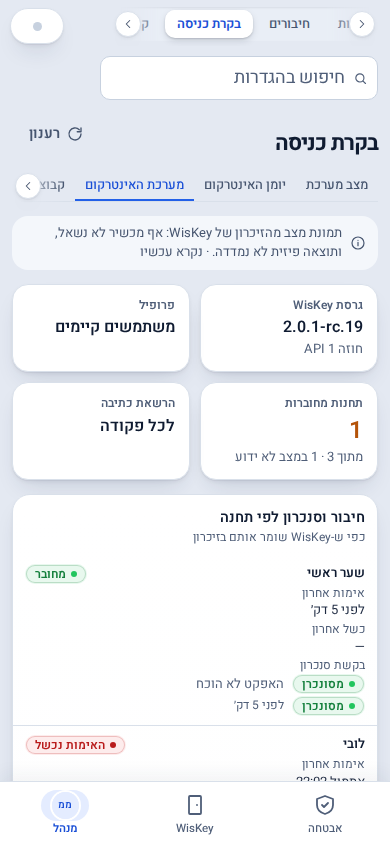 חיבורים
בקרת כניסה
חיפוש בהגדרות
בקרת כניסה
רענון
מצב מערכת
יומן האינטרקום
מערכת האינטרקום
תמונת מצב מהזיכרון של WisKey: אף מכשיר לא נשאל,
ותוצאה פיזית לא נמדדה. · נקרא עכשיו
גרסת WisKey
2.0.1-rc.19
חוזה API 1
פרופיל
משתמשים קיימים
תחנות מחוברות
1
מתוך 3 · 1 במצב לא ידוע
הרשאת כתיבה
לכל פקודה
חיבור וסנכרון לפי תחנה
כפי ש-WisKey שומר אותם בזיכרון
שער ראשי
מחובר
אימות אחרון
לפני 5 דק׳
כשל אחרון
—
בקשת סנכרון
מסונכרן האפקט לא הוכח
מסונכרן לפני 5 דק׳
לובי
האימות נכשל
אימות אחרון
אבטחה
WisKey
ממ
מנהל